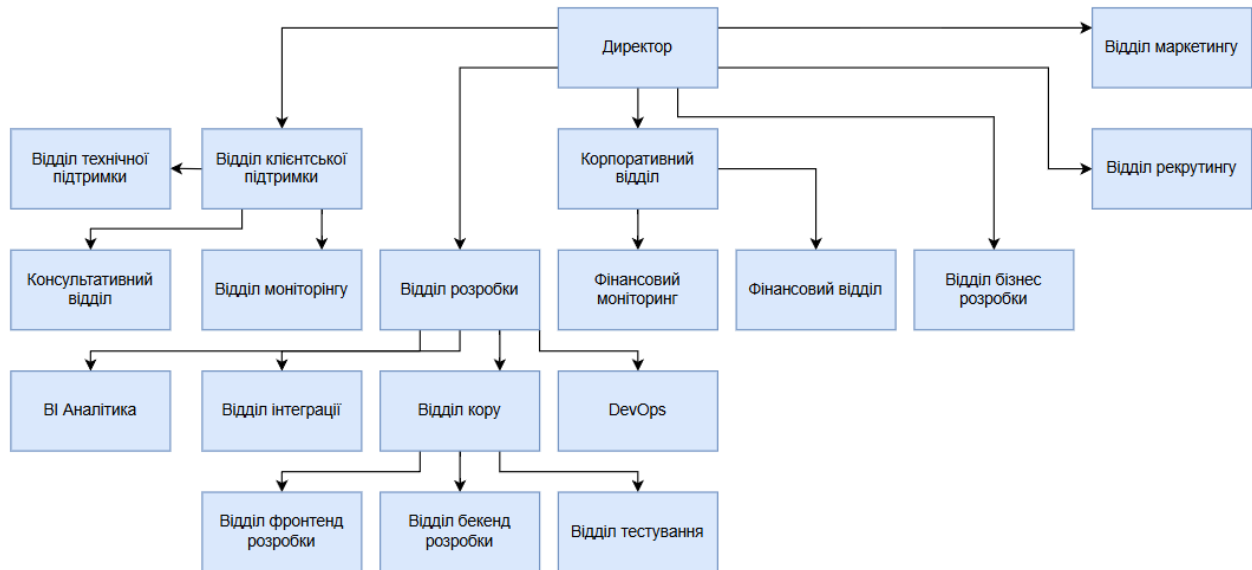 Директор
Відділ маркетингу
Відділ технічної
підтримки
Відділ клієнтської
підтримки
Корпоративний
відділ
Відділ рекрутингу
Консультативний
відділ
Відділ моніторінгу
Відділ розробки
Фінансовий
моніторинг
Фінансовий відділ
Відділ бізнес
розробки
BI Аналітика
Відділ інтеграції
Відділ кору
DevOps
Відділ фронтенд
розробки
Відділ бекенд
розробки
Відділ тестування